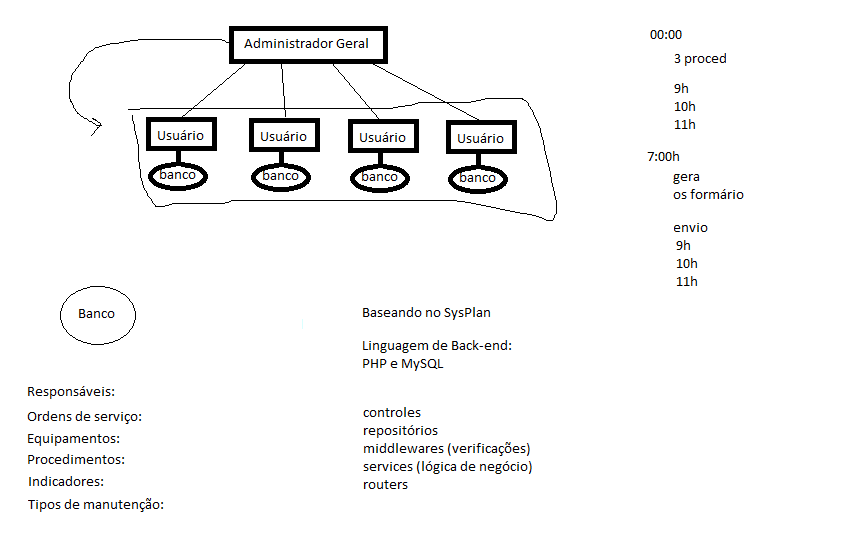 Administrador Geral
Usuário
Usuário
Usuário
Usuário
banco
banco
banco
banco
00:00
3 proced
9h
10h
11h
7:00h
gera
os formário
envio
9h
10h
11h
Banco
Responsáveis:
Ordens de serviço:
Equipamentos:
Procedimentos:
Indicadores:
Tipos de manutenção:
Baseando no SysPlan
Linguagem de Back-end:
PHP e MySQL
controles
repositórios
middlewares (verificações)
services (lógica de negócio)
routers